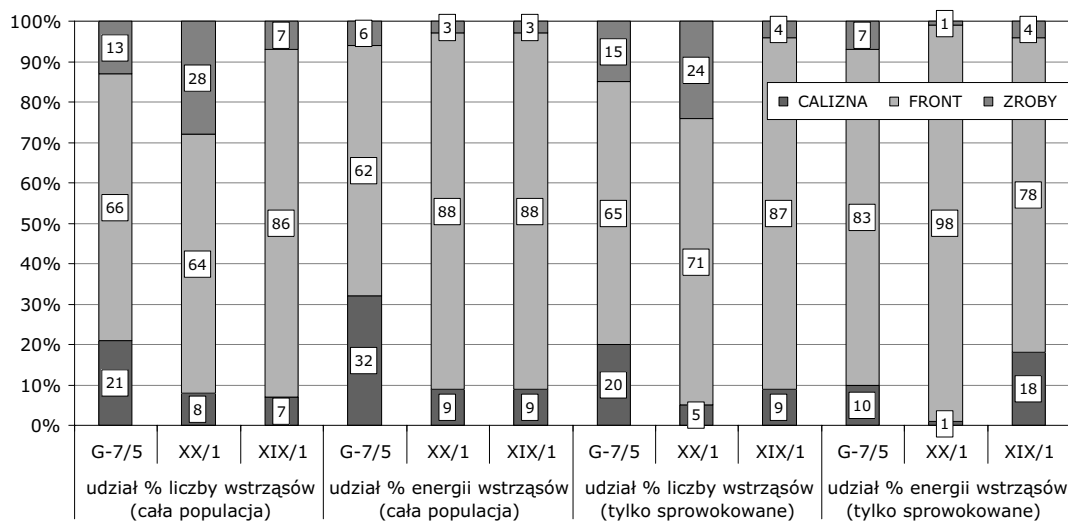 100%
90%
80%
70%
60%
50%
40%
30%
20%
10%
0%
13 28 7 6 3 3 15 24 4 7 1 4
66 64 86 62 88 88 65 71 87 83 98 78
21 8 7 32 9 9 20 5 9 10 1 18
CALIZNA FRONT ZROBY
G-7/5 XX/1 XIX/1 G-7/5 XX/1 XIX/1 G-7/5 XX/1 XIX/1 G-7/5 XX/1 XIX/1
udział % liczby wstrząsów
(cała populacja)
udział % energii wstrząsów
(cała populacja)
udział % liczby wstrząsów
(tylko sprowokowane)
udział % energii wstrząsów
(tylko sprowokowane)